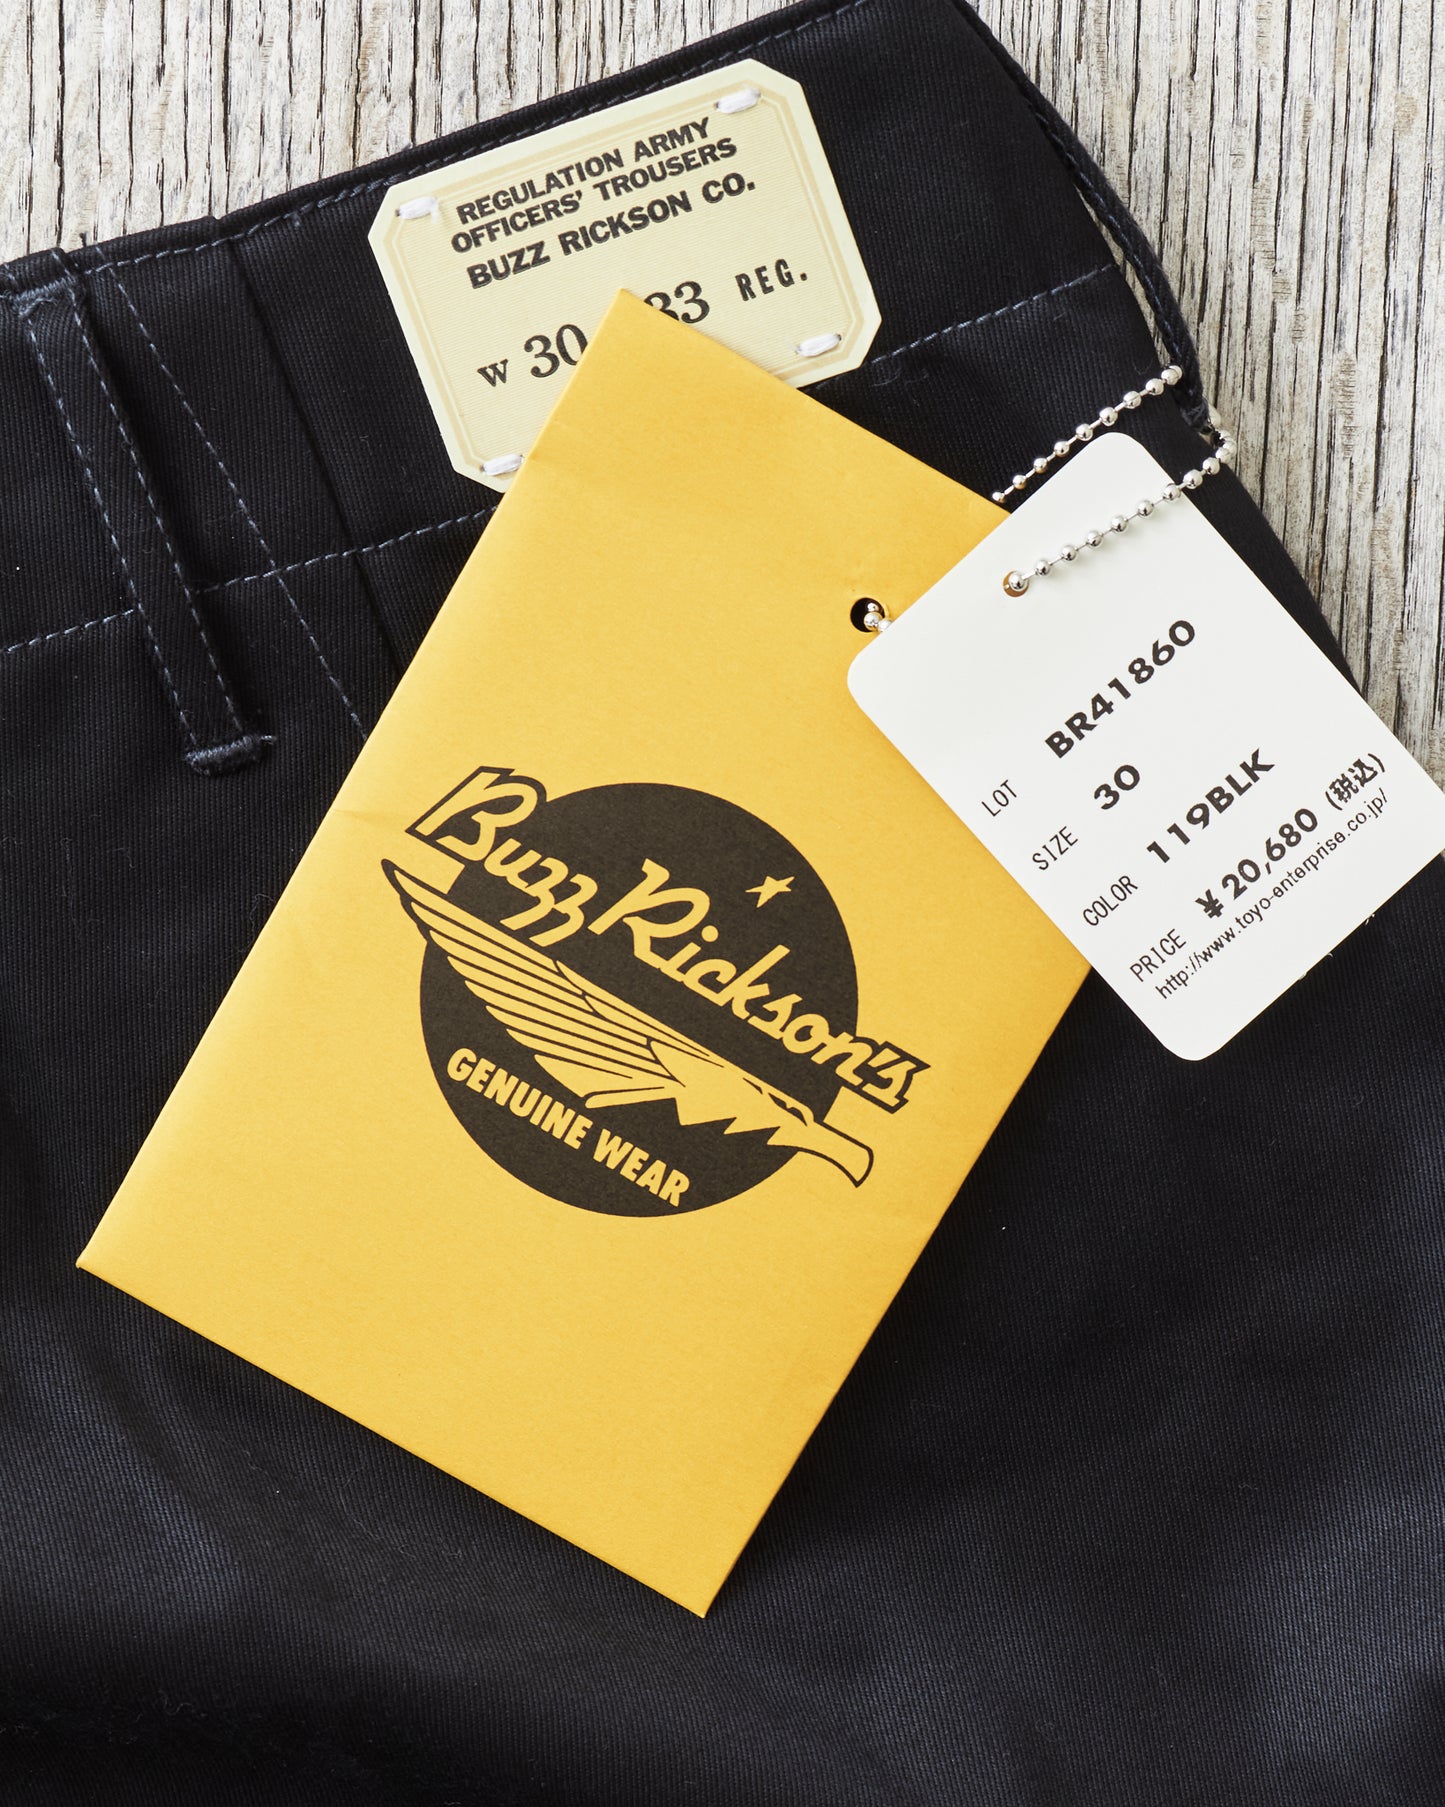 REGULATION ARMY
OFFICERS' TROUSERS
BUZZ RICKSON CO.
W 30 33 REG.
LOT BR41860
SIZE 30
COLOR 119BLK
PRICE ¥20,680 (税込)
http://www.toyo-enterprise.co.jp/
Buzz Rickson's
GENUINE WEAR